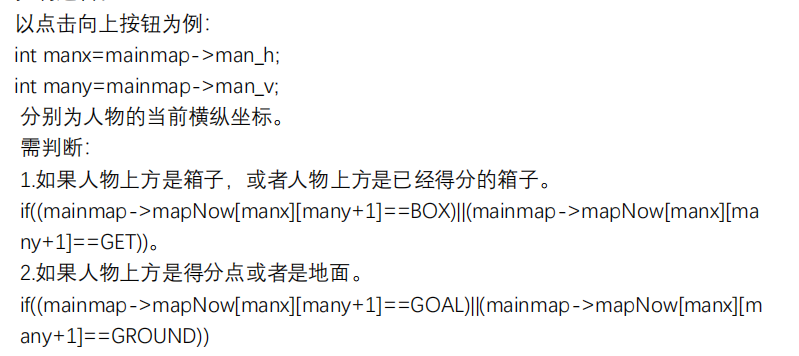 以点击向上按钮为例：
int manx=mainmap->man_h;
int many=mainmap->man_v;
分别为人物的当前横纵坐标。
需判断：
1.如果人物上方是箱子，或者人物上方是已经得分的箱子。
if((mainmap->mapNow[manx][many+1]==BOX)||(mainmap->mapNow[manx][ma
ny+1]==GET))。
2.如果人物上方是得分点或者是地面。
if((mainmap->mapNow[manx][many+1]==GOAL)||(mainmap->mapNow[manx][m
any+1]==GROUND))